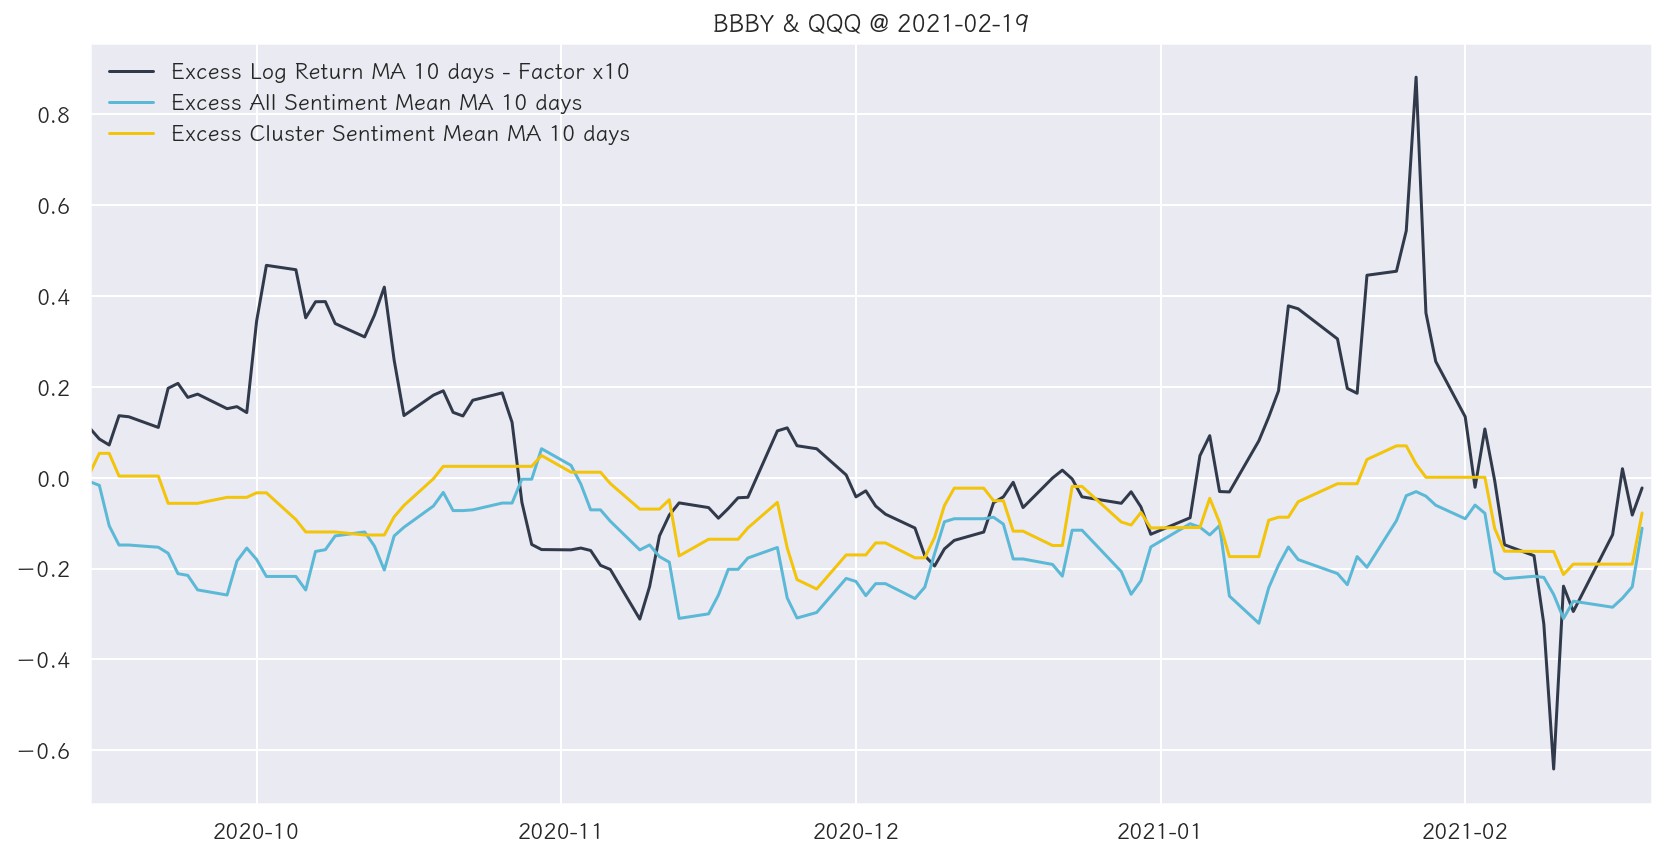 BBBY & QQQ @ 2021-02-19
Excess Log Return MA 10 days - Factor x10
Excess All Sentiment Mean MA 10 days
Excess Cluster Sentiment Mean MA 10 days
0.8
0.6
0.4
0.2
0.0
−0.2
−0.4
−0.6
2020-10 2020-11 2020-12 2021-01 2021-02